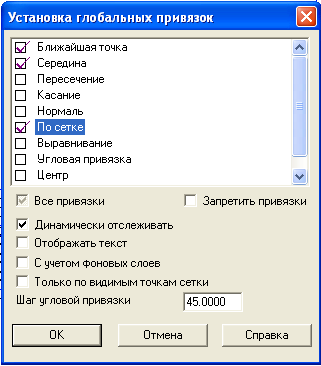 Установка глобальных привязок
Ближайшая точка
Середина
Пересечение
Касание
Нормаль
По сетке
Выравнивание
Угловая привязка
Центр
Все привязки Запретить привязки
Динамически отслеживать
Отображать текст
С учетом фоновых слоев
Только по видимым точкам сетки
Шаг угловой привязки 45.0000
OK Отмена Справка